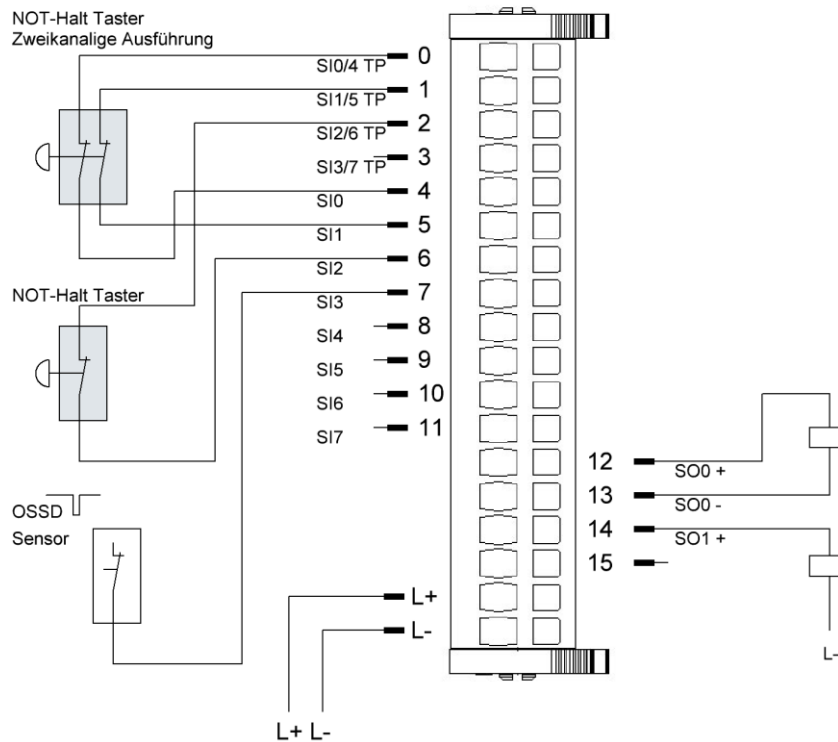 NOT-Halt Taster
Zweikanalige Ausführung
SI0/4 TP 0
SI1/5 TP 1
SI2/6 TP 2
SI3/7 TP 3
SI0 4
SI1 5
SI2 6
NOT-Halt Taster
SI3 7
SI4 8
SI5 9
SI6 10
SI7 11
12 SO0 +
13 SO0 -
14 SO1 +
15
OSSD
Sensor
L+
L-
L-
L+ L-